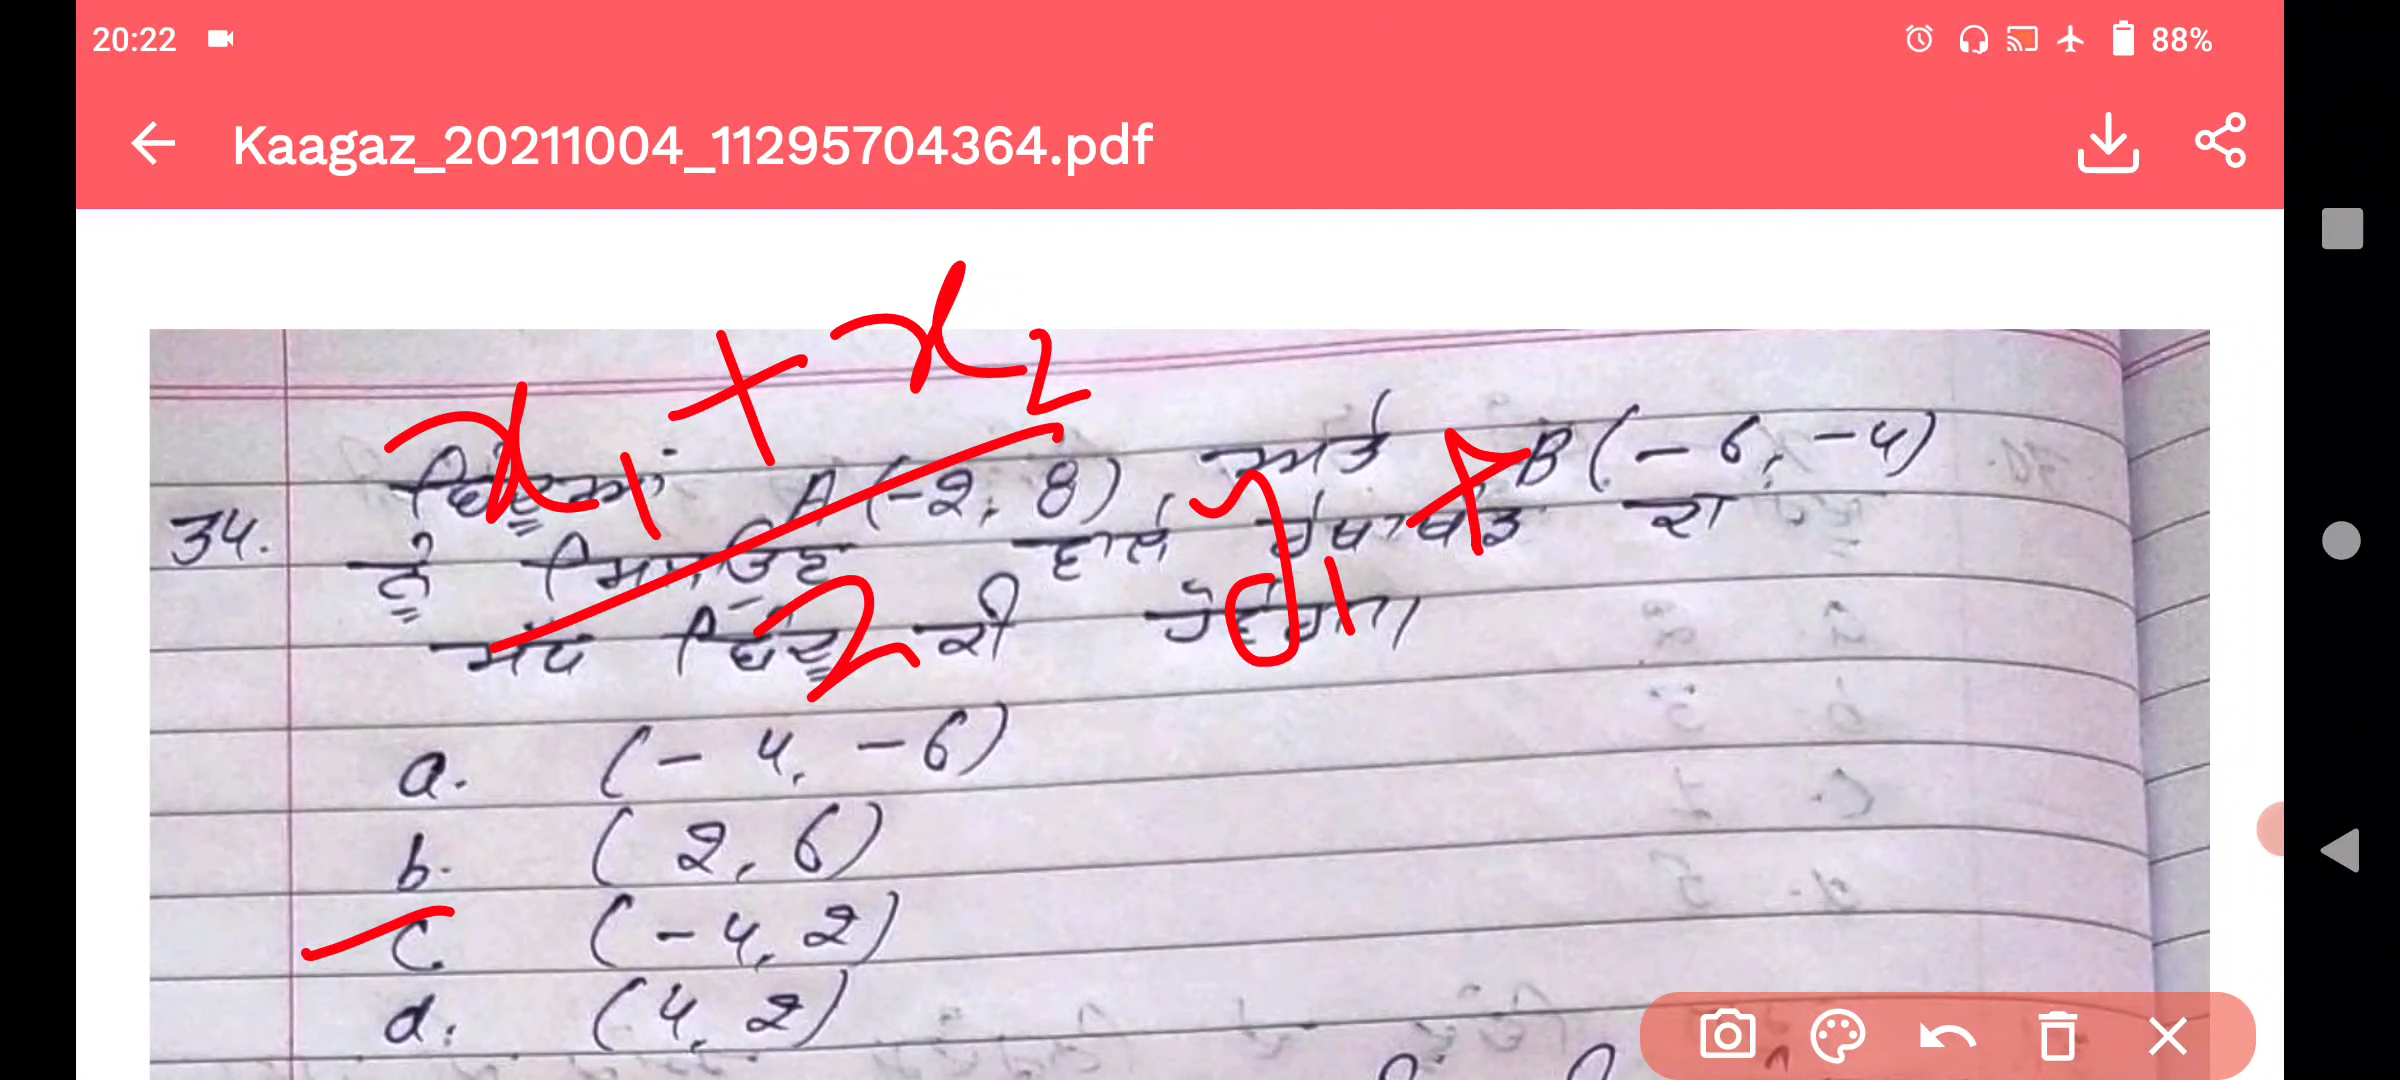 20:22
88%
Kaagaz_20211004_11295704364.pdf
x₁ + x₂
2
y₁ +
34. ਬਿੰਦੂਆਂ A (-2, 8), ਅਤੇ B (-6, -4)
ਨੂੰ ਮਿਲਾਉਣ ਵਾਲੇ ਰੇਖਾਖੰਡ ਦਾ
ਮੱਧ ਬਿੰਦੂ ਕੀ ਹੋਵੇਗਾ।
a. (-4, -6)
b. (2, 6)
c. (-4, 2)
d. (4, 2)